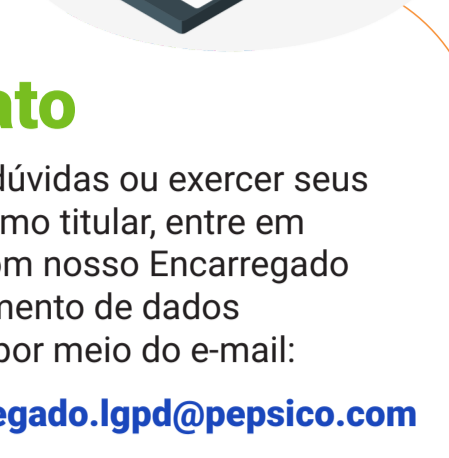 ato
dúvidas ou exercer seus
mo titular, entre em
om nosso Encarregado
mento de dados
por meio do e-mail:
egado.lgpd@pepsico.com